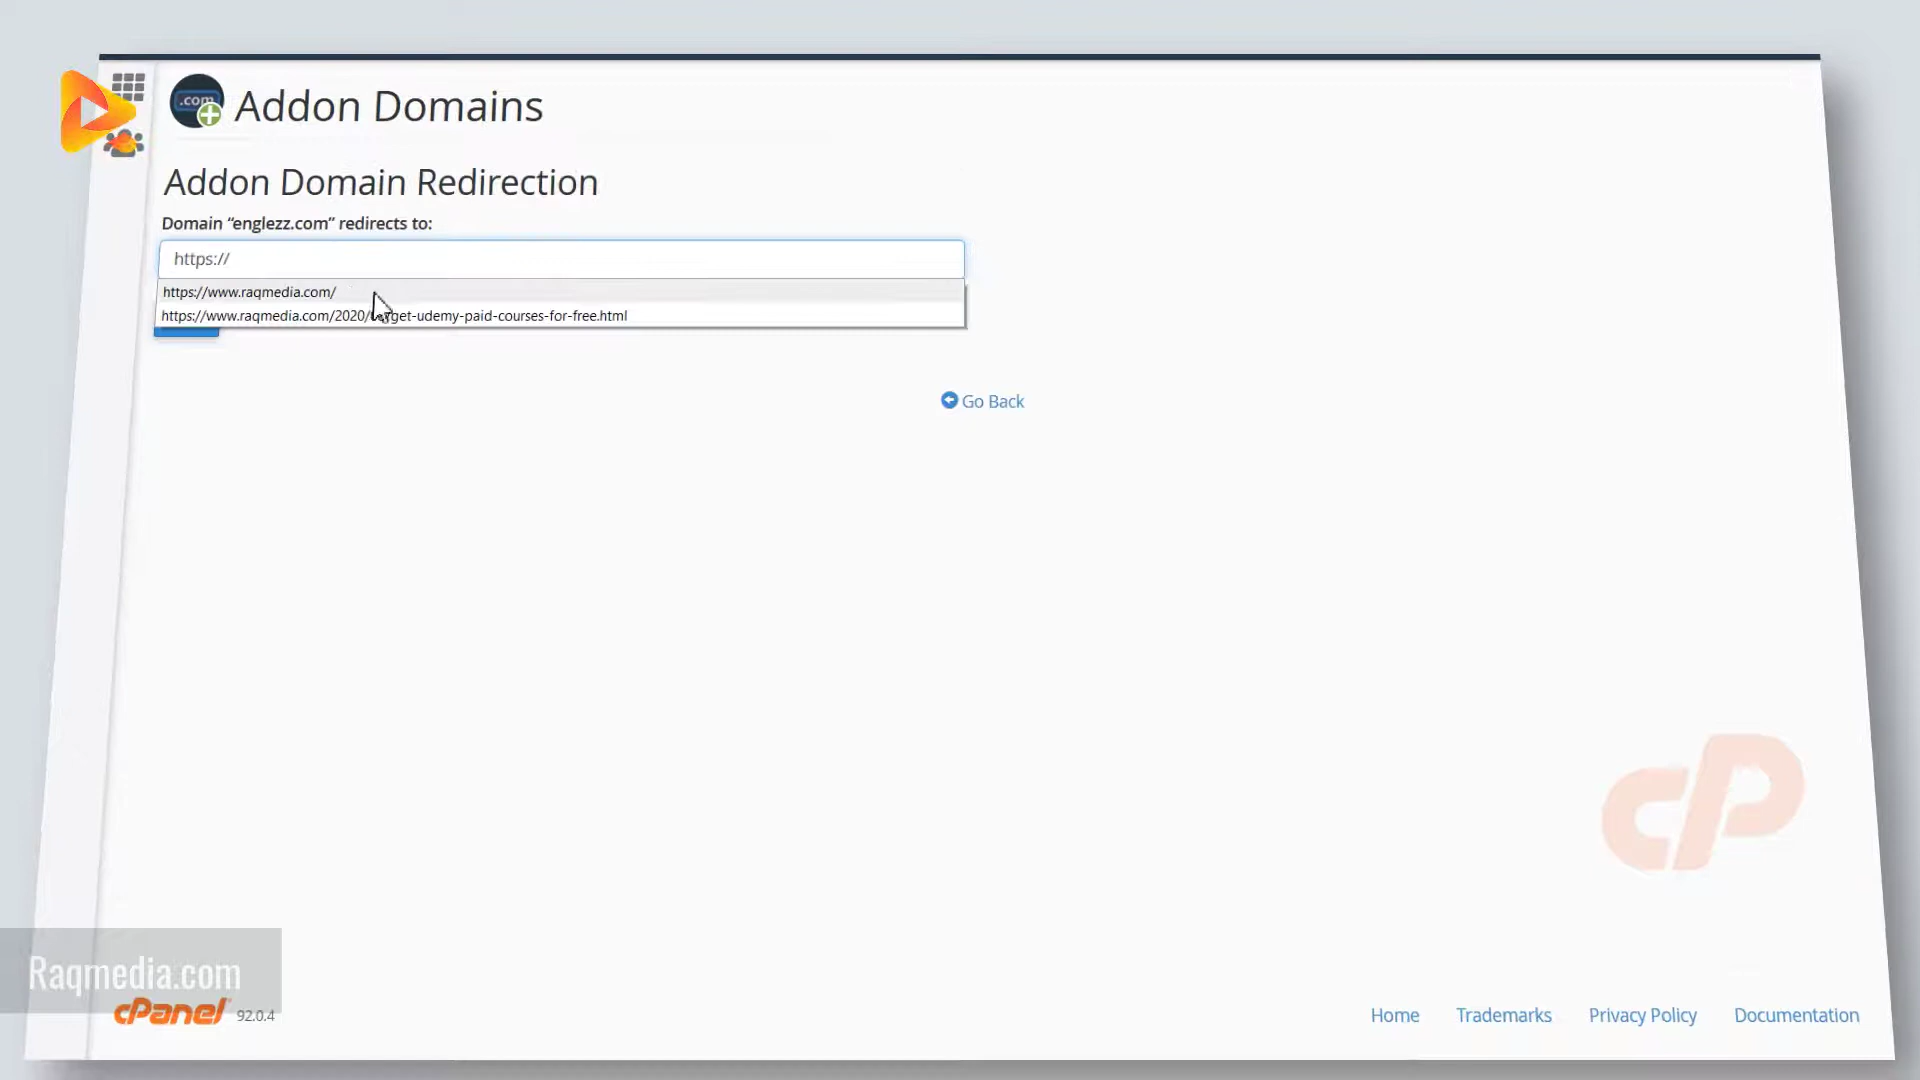 .com
Addon Domains
Addon Domain Redirection
Domain “englezz.com” redirects to:
https://
https://www.raqmedia.com/
https://www.raqmedia.com/2020/ get-udemy-paid-courses-for-free.html
Go Back
cP
Raqmedia.com
cPanel 92.0.4
Home Trademarks Privacy Policy Documentation